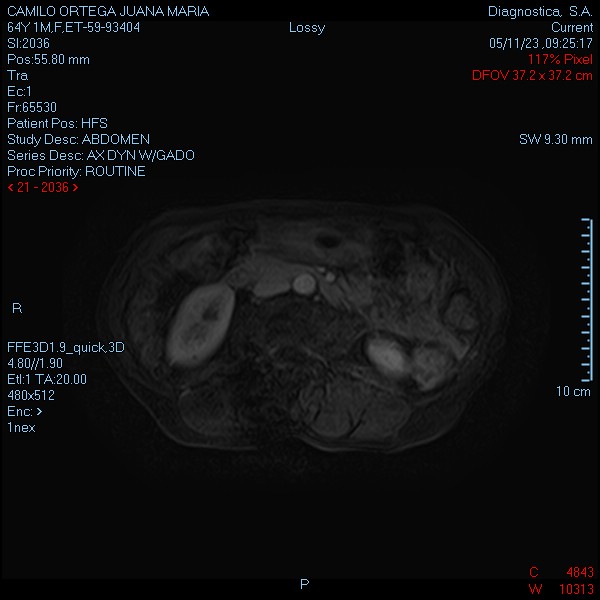 CAMILO ORTEGA JUANA MARIA
64Y 1M,F,ET-59-93404
SI:2036
Pos:55.80 mm
Tra
Ec:1
Fr:65530
Patient Pos: HFS
Study Desc: ABDOMEN
Series Desc: AX DYN W/GADO
Proc Priority: ROUTINE
< 21 - 2036 >
Lossy
Diagnostica, S.A.
Current
05/11/23 ,09:25:17
117% Pixel
DFOV 37.2 x 37.2 cm
SW 9.30 mm
R
FFE3D1.9_quick,3D
4.80//1.90
Etl:1 TA:20.00
480x512
Enc: >
1nex
10 cm
P
C 4843
W 10313